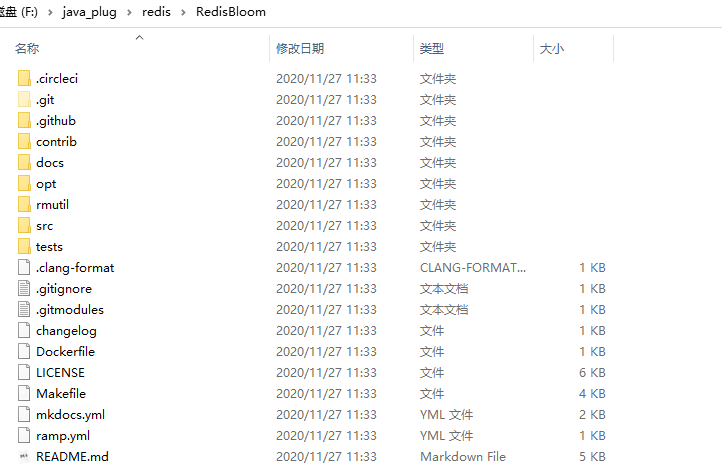 磁盘 (F:) › java_plug › redis › RedisBloom
名称 修改日期 类型 大小
.circleci 2020/11/27 11:33 文件夹
.git 2020/11/27 11:33 文件夹
.github 2020/11/27 11:33 文件夹
contrib 2020/11/27 11:33 文件夹
docs 2020/11/27 11:33 文件夹
opt 2020/11/27 11:33 文件夹
rmutil 2020/11/27 11:33 文件夹
src 2020/11/27 11:33 文件夹
tests 2020/11/27 11:33 文件夹
.clang-format 2020/11/27 11:33 CLANG-FORMAT... 1 KB
.gitignore 2020/11/27 11:33 文本文档 1 KB
.gitmodules 2020/11/27 11:33 文本文档 1 KB
changelog 2020/11/27 11:33 文件 1 KB
Dockerfile 2020/11/27 11:33 文件 1 KB
LICENSE 2020/11/27 11:33 文件 6 KB
Makefile 2020/11/27 11:33 文件 4 KB
mkdocs.yml 2020/11/27 11:33 YML 文件 2 KB
ramp.yml 2020/11/27 11:33 YML 文件 1 KB
README.md 2020/11/27 11:33 Markdown File 5 KB